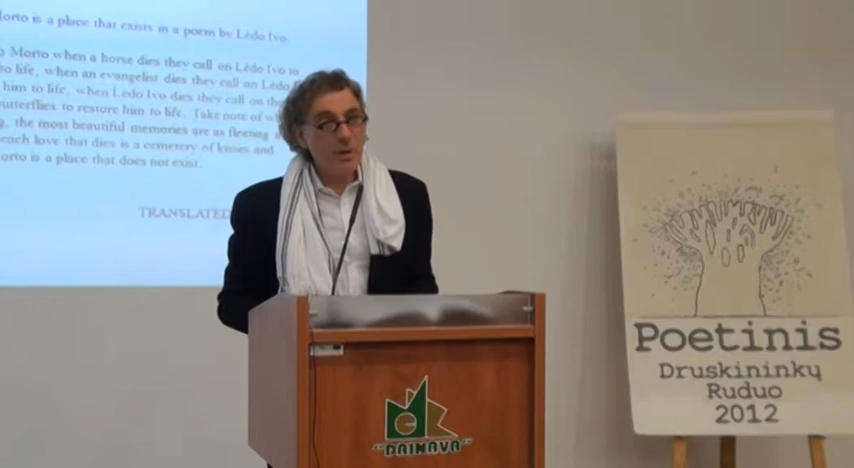 Morto is a place that exists in a poem by Lêdo Ivo.
Morto when a horse dies they call on Lêdo Ivo to
to life, when an evangelist dies they call on Lêdo
him to life, when Lêdo Ivo dies they call on the
butterflies to restore him to life. Take note of
the most beautiful memories are as fleeting
each love that dies is a cemetery of kisses and
Morto is a place that does not exist.
TRANSLATED
Poetinis
Druskininkų
Ruduo
2012
"DAINAVA"